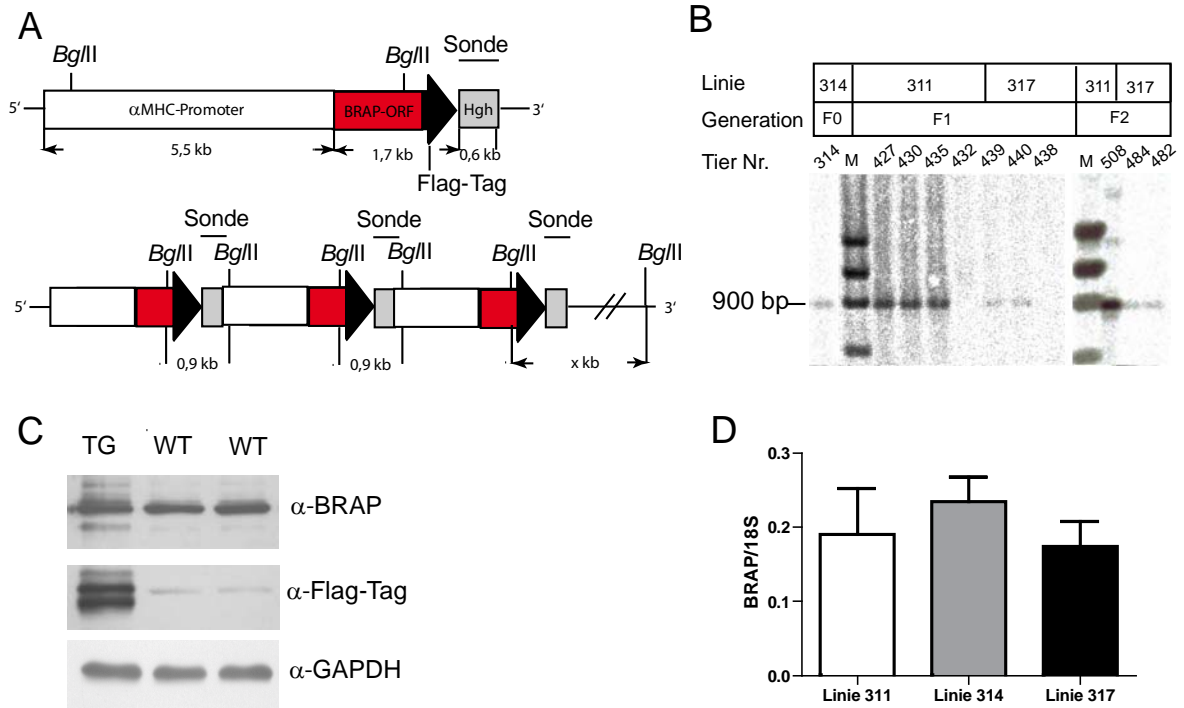 A
BglII BglII Sonde
5' αMHC-Promoter BRAP-ORF Hgh 3'
5,5 kb 1,7 kb 0,6 kb
Flag-Tag
Sonde Sonde Sonde
BglII BglII BglII BglII BglII BglII
5' 3'
0,9 kb 0,9 kb x kb
B
Linie 314 311 317 311 317
Generation F0 F1 F2
Tier Nr. 314 M 427 430 435 432 439 440 438 M 508 484 482
900 bp
C
TG WT WT
α-BRAP
α-Flag-Tag
α-GAPDH
D
BRAP/18S
0.3
0.2
0.1
0.0
Linie 311 Linie 314 Linie 317